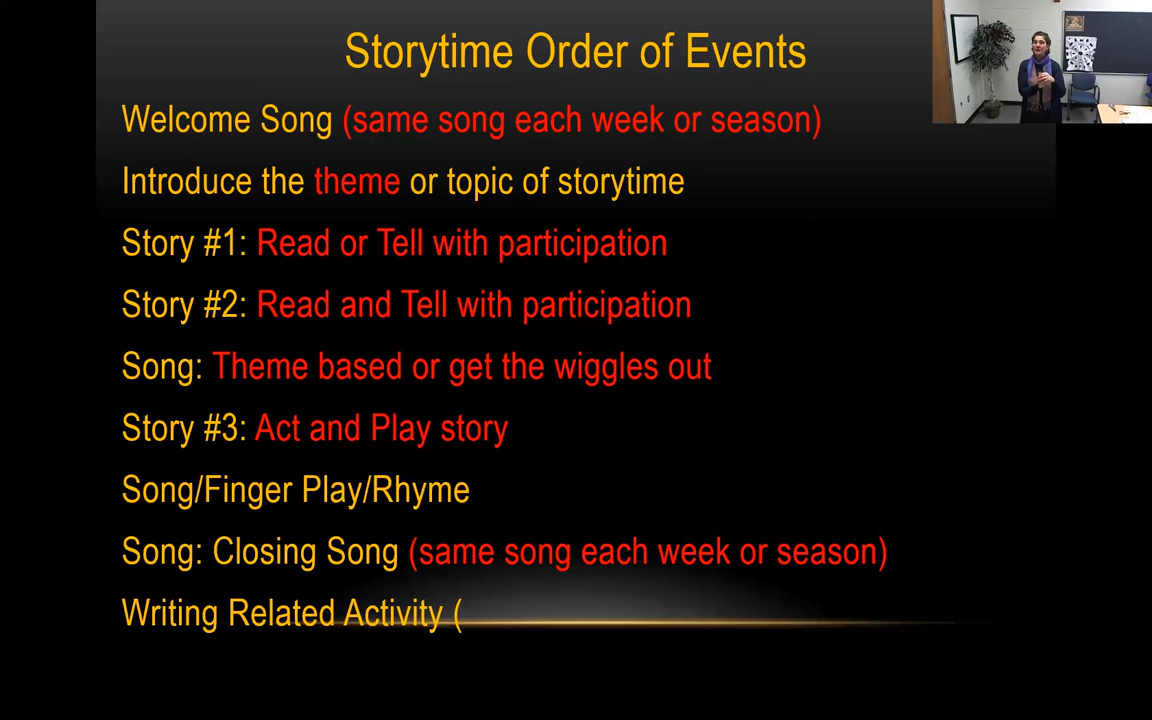 Storytime Order of Events
Welcome Song (same song each week or season)
Introduce the theme or topic of storytime
Story #1: Read or Tell with participation
Story #2: Read and Tell with participation
Song: Theme based or get the wiggles out
Story #3: Act and Play story
Song/Finger Play/Rhyme
Song: Closing Song (same song each week or season)
Writing Related Activity (